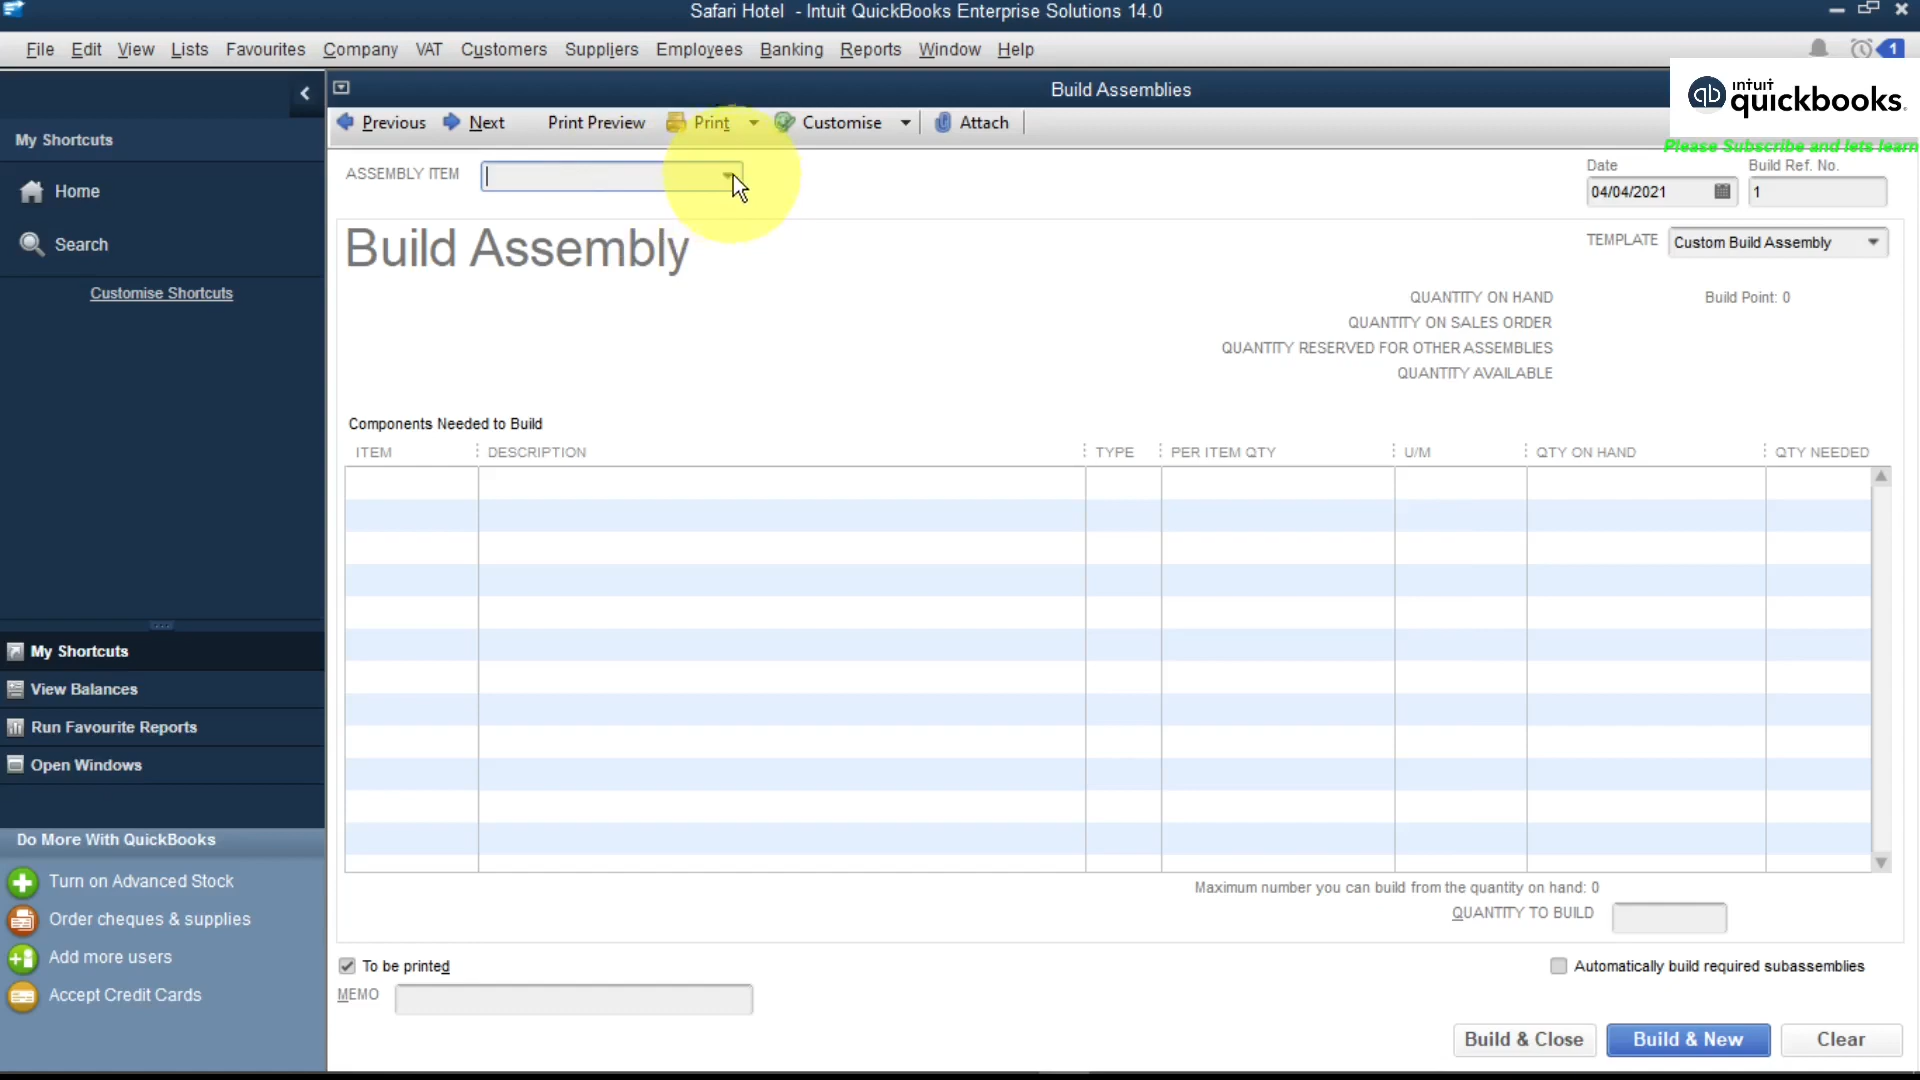 Safari Hotel - Intuit QuickBooks Enterprise Solutions 14.0
File Edit View Lists Favourites Company VAT Customers Suppliers Employees Banking Reports Window Help
1
Build Assemblies
intuit
quickbooks.
qb
Previous Next Print Preview Print Customise Attach
Please Subscribe and lets learn
My Shortcuts
Home
Search
Customise Shortcuts
ASSEMBLY ITEM
Date
04/04/2021
Build Ref. No.
1
Build Assembly
TEMPLATE Custom Build Assembly
QUANTITY ON HAND
Build Point: 0
QUANTITY ON SALES ORDER
QUANTITY RESERVED FOR OTHER ASSEMBLIES
QUANTITY AVAILABLE
Components Needed to Build
ITEM DESCRIPTION TYPE PER ITEM QTY U/M QTY ON HAND QTY NEEDED
Maximum number you can build from the quantity on hand: 0
QUANTITY TO BUILD
My Shortcuts
View Balances
Run Favourite Reports
Open Windows
Do More With QuickBooks
Turn on Advanced Stock
Order cheques & supplies
Add more users
Accept Credit Cards
To be printed
Automatically build required subassemblies
MEMO
Build & Close Build & New Clear